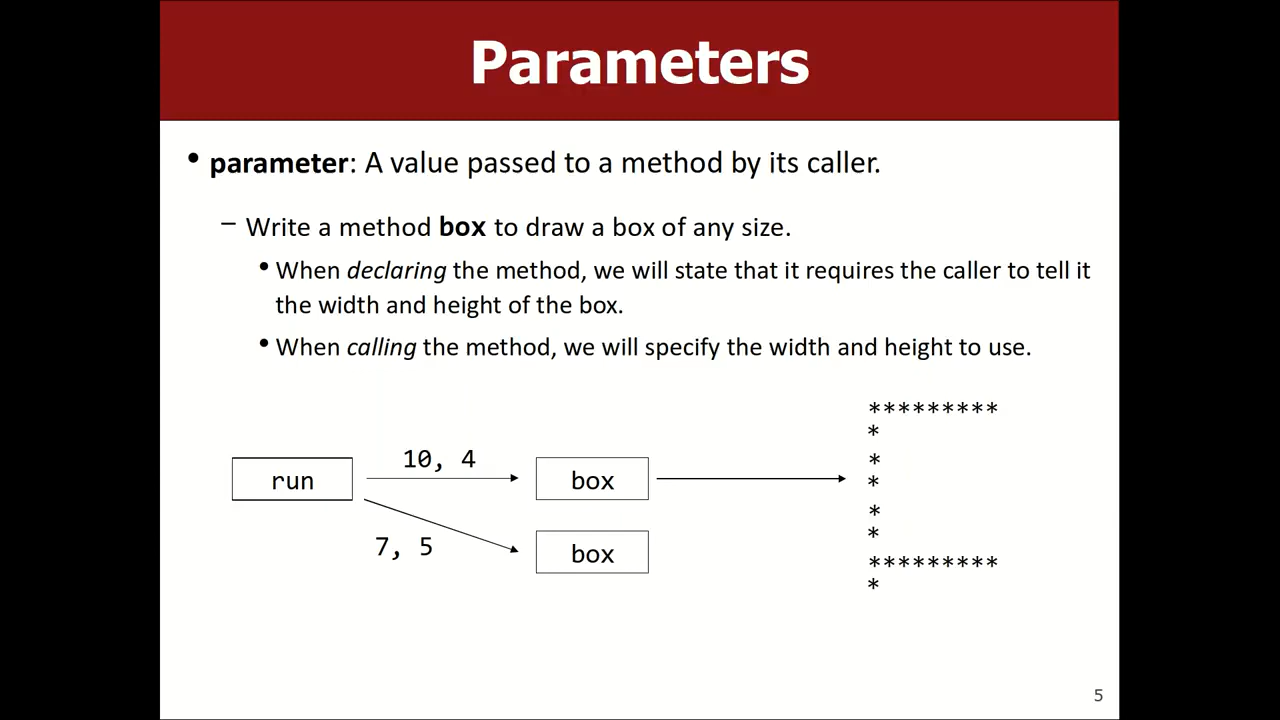 Parameters
• parameter: A value passed to a method by its caller.
– Write a method box to draw a box of any size.
• When declaring the method, we will state that it requires the caller to tell it
the width and height of the box.
• When calling the method, we will specify the width and height to use.
run
10, 4
box
7, 5
box
*********
*
*
*
*
*
*********
*
5